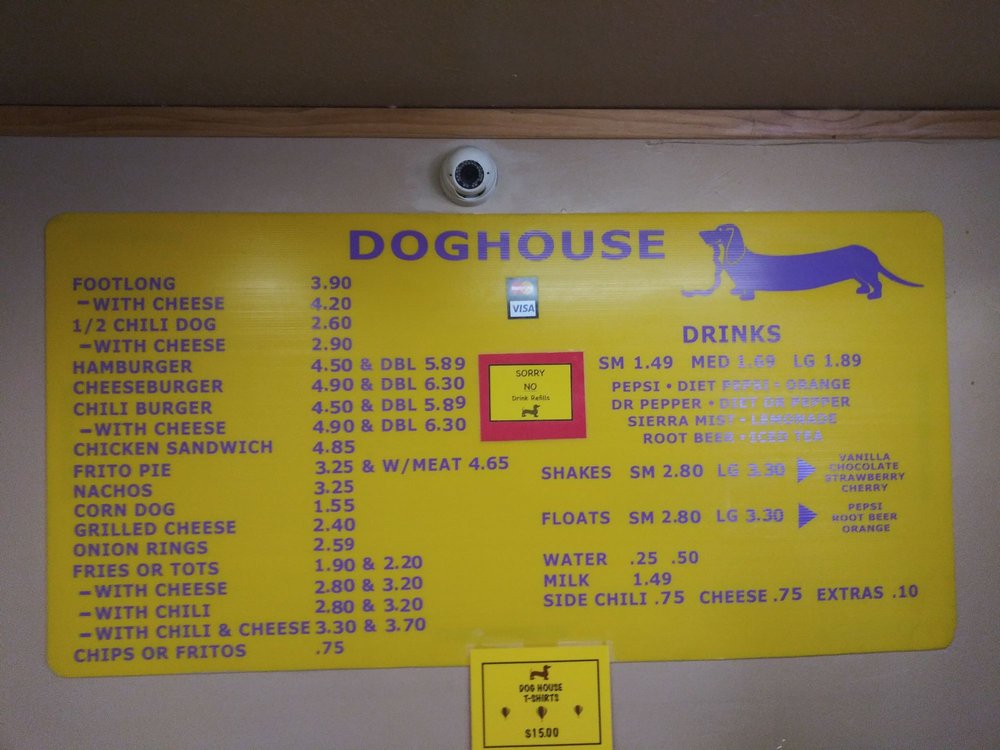 DOGHOUSE
FOOTLONG 3.90
-WITH CHEESE 4.20
1/2 CHILI DOG 2.60
-WITH CHEESE 2.90
HAMBURGER 4.50 & DBL 5.89
CHEESEBURGER 4.90 & DBL 6.30
CHILI BURGER 4.50 & DBL 5.89
-WITH CHEESE 4.90 & DBL 6.30
CHICKEN SANDWICH 4.85
FRITO PIE 3.25 & W/MEAT 4.65
NACHOS 3.25
CORN DOG 1.55
GRILLED CHEESE 2.40
ONION RINGS 2.59
FRIES OR TOTS 1.90 & 2.20
-WITH CHEESE 2.80 & 3.20
-WITH CHILI 2.80 & 3.20
-WITH CHILI & CHEESE 3.30 & 3.70
CHIPS OR FRITOS .75
VISA
SORRY
NO
Drink Refills
DRINKS
SM 1.49 MED 1.69 LG 1.89
PEPSI • DIET PEPSI • ORANGE
DR PEPPER • DIET DR PEPPER
SIERRA MIST • LEMONADE
ROOT BEER • ICED TEA
SHAKES SM 2.80 LG 3.30
VANILLA
CHOCOLATE
STRAWBERRY
CHERRY
FLOATS SM 2.80 LG 3.30
PEPSI
ROOT BEER
ORANGE
WATER .25 .50
MILK 1.49
SIDE CHILI .75 CHEESE .75 EXTRAS .10
DOG HOUSE
T-SHIRTS
$15.00